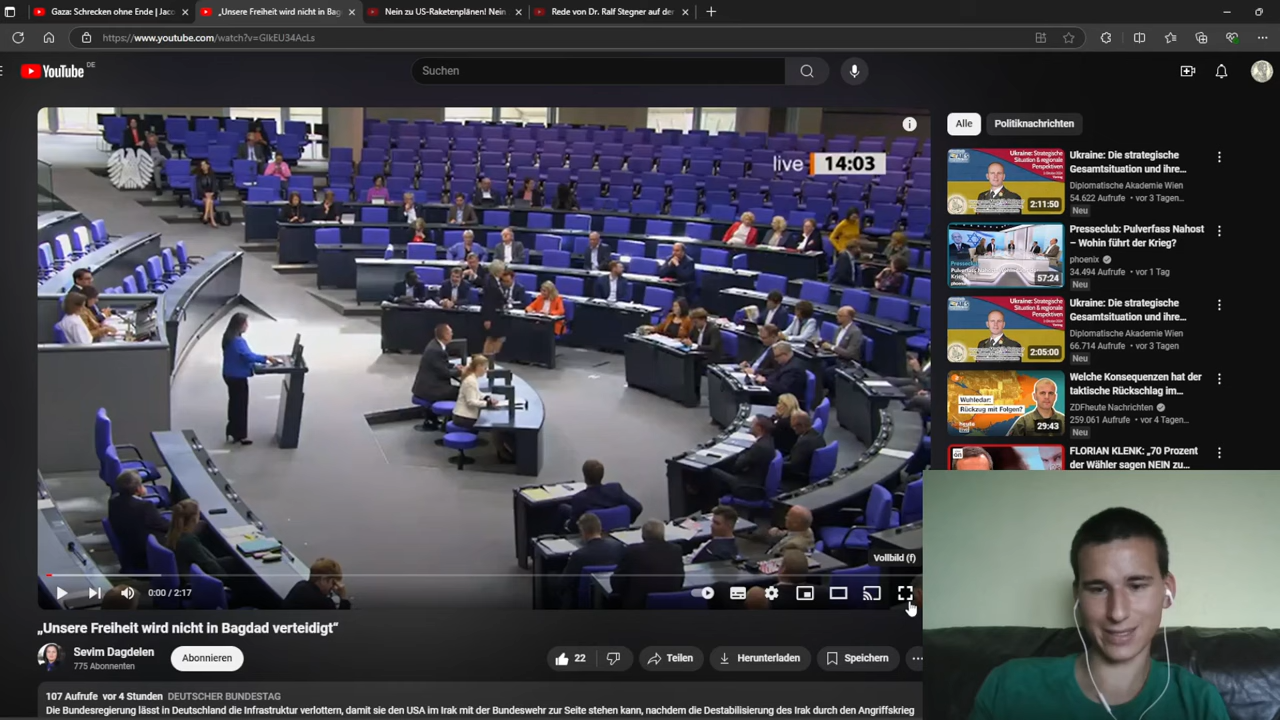 Gaza: Schrecken ohne Ende! | Jaco
„Unsere Freiheit wird nicht in Bag
Nein zu US-Raketenplänen! Nein
Rede von Dr. Ralf Stegner auf der
https://www.youtube.com/watch?v=GlkEU34AcLs
YouTube DE
Suchen
live 14:03
Alle
Politiknachrichten
Ukraine: Die strategische
Gesamtsituation und ihre…
Diplomatische Akademie Wien
54.622 Aufrufe • vor 3 Tagen
Neu
2:11:50
Presseclub: Pulverfass Nahost
– Wohin führt der Krieg?
phoenix
34.494 Aufrufe • vor 1 Tag
Neu
57:24
Ukraine: Die strategische
Gesamtsituation und ihre…
Diplomatische Akademie Wien
66.714 Aufrufe • vor 3 Tagen
Neu
2:05:00
Welche Konsequenzen hat der
taktische Rückschlag im…
ZDFheute Nachrichten
259.061 Aufrufe • vor 4 Tagen
Neu
Wuhledar:
Rückzug mit Folgen?
29:43
FLORIAN KLENK: „70 Prozent
der Wähler sagen NEIN zu…
Vollbild (f)
0:00 / 2:17
„Unsere Freiheit wird nicht in Bagdad verteidigt“
Sevim Dagdelen
775 Abonnenten
Abonnieren
22
Teilen
Herunterladen
Speichern
107 Aufrufe vor 4 Stunden DEUTSCHER BUNDESTAG
Die Bundesregierung lässt in Deutschland die Infrastruktur verlottern, damit sie den USA im Irak mit der Bundeswehr zur Seite stehen kann, nachdem die Destabilisierung des Irak durch den Angriffskrieg